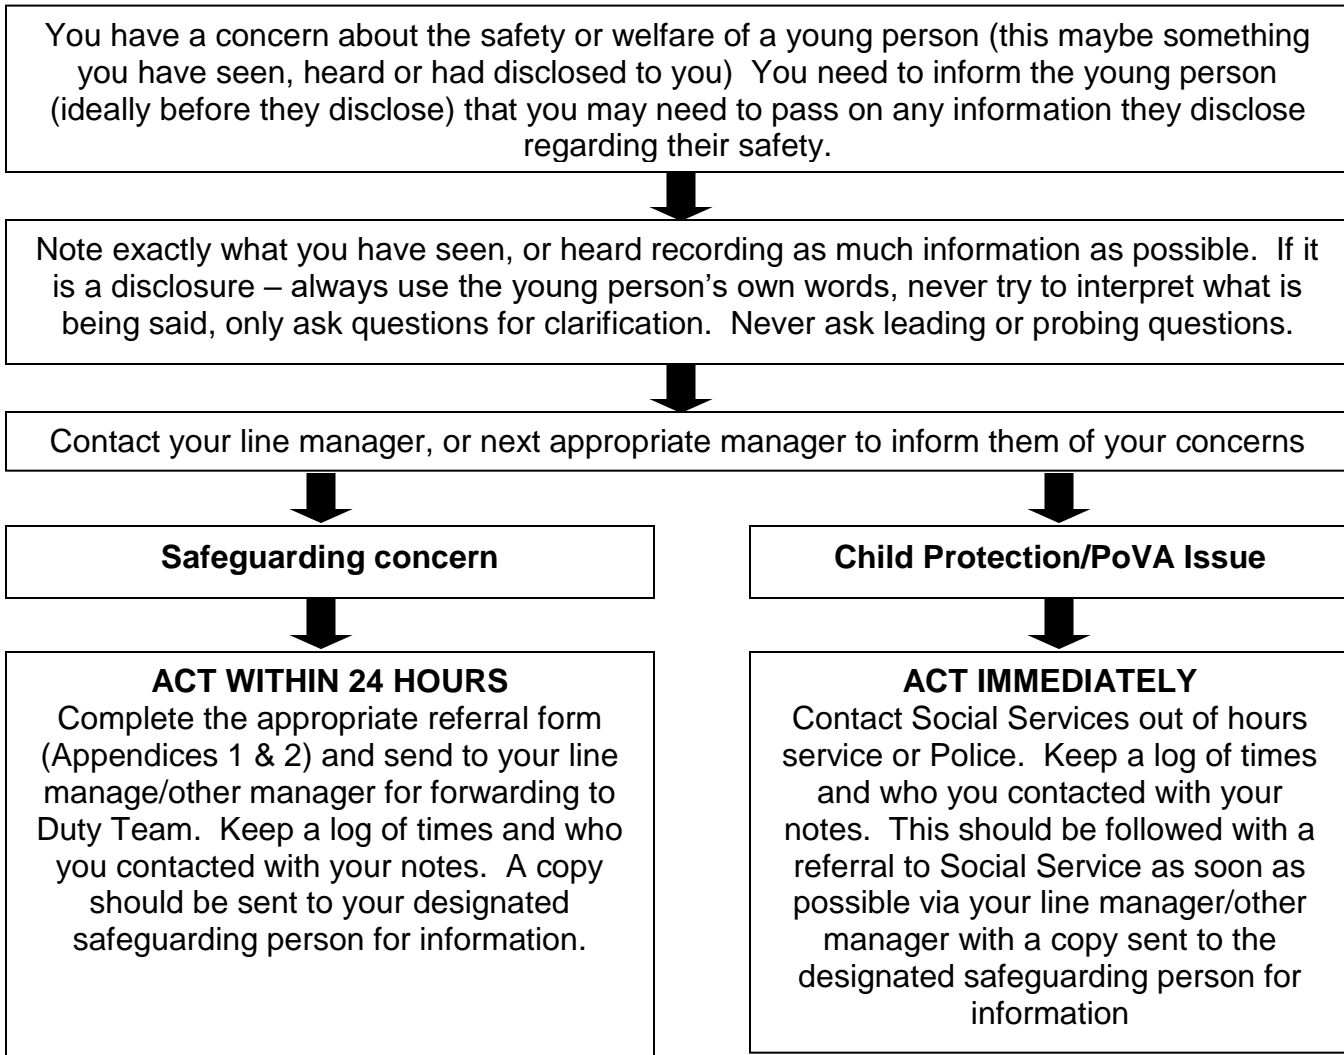 You have a concern about the safety or welfare of a young person (this maybe something
you have seen, heard or had disclosed to you)  You need to inform the young person
(ideally before they disclose) that you may need to pass on any information they disclose
regarding their safety.
Note exactly what you have seen, or heard recording as much information as possible.  If it
is a disclosure – always use the young person's own words, never try to interpret what is
being said, only ask questions for clarification.  Never ask leading or probing questions.
Contact your line manager, or next appropriate manager to inform them of your concerns
Safeguarding concern
ACT WITHIN 24 HOURS
Complete the appropriate referral form
(Appendices 1 & 2) and send to your line
manage/other manager for forwarding to
Duty Team.  Keep a log of times and who
you contacted with your notes.  A copy
should be sent to your designated
safeguarding person for information.
Child Protection/PoVA Issue
ACT IMMEDIATELY
Contact Social Services out of hours
service or Police.  Keep a log of times
and who you contacted with your
notes.  This should be followed with a
referral to Social Service as soon as
possible via your line manager/other
manager with a copy sent to the
designated safeguarding person for
information